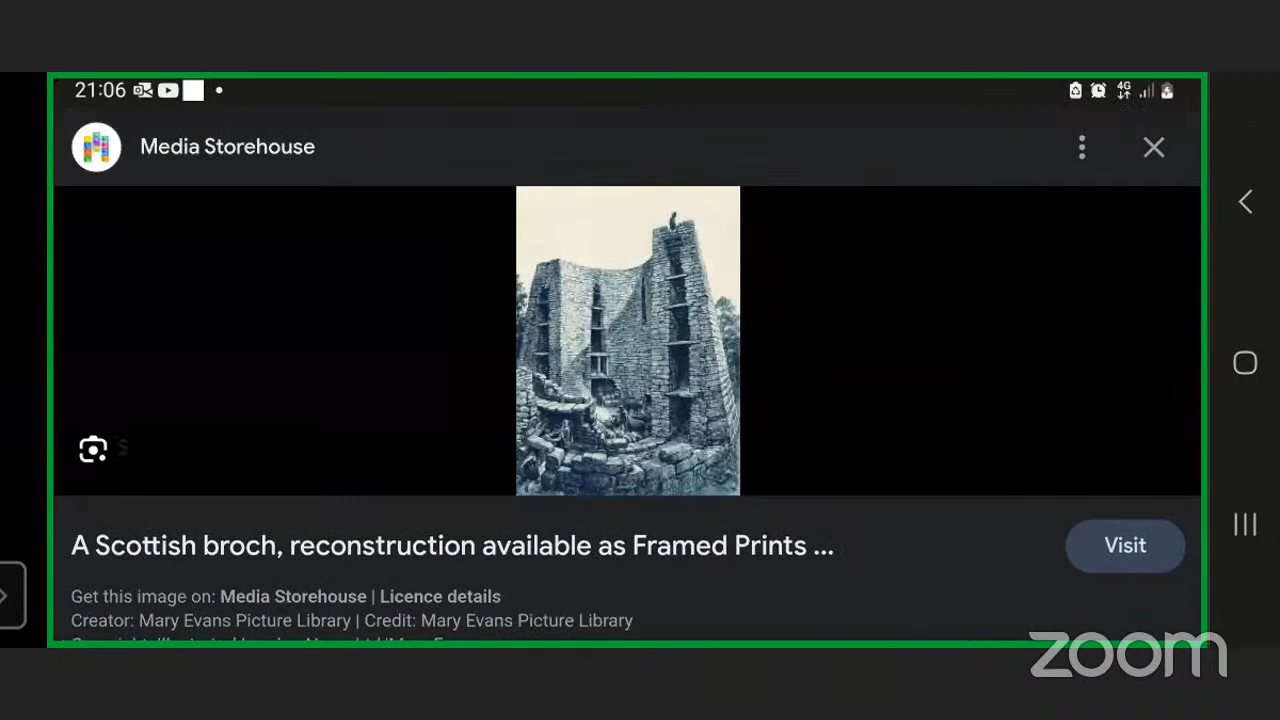 21:06
4G
Media Storehouse
A Scottish broch, reconstruction available as Framed Prints ...
Visit
Get this image on: Media Storehouse | Licence details
Creator: Mary Evans Picture Library | Credit: Mary Evans Picture Library
zoom